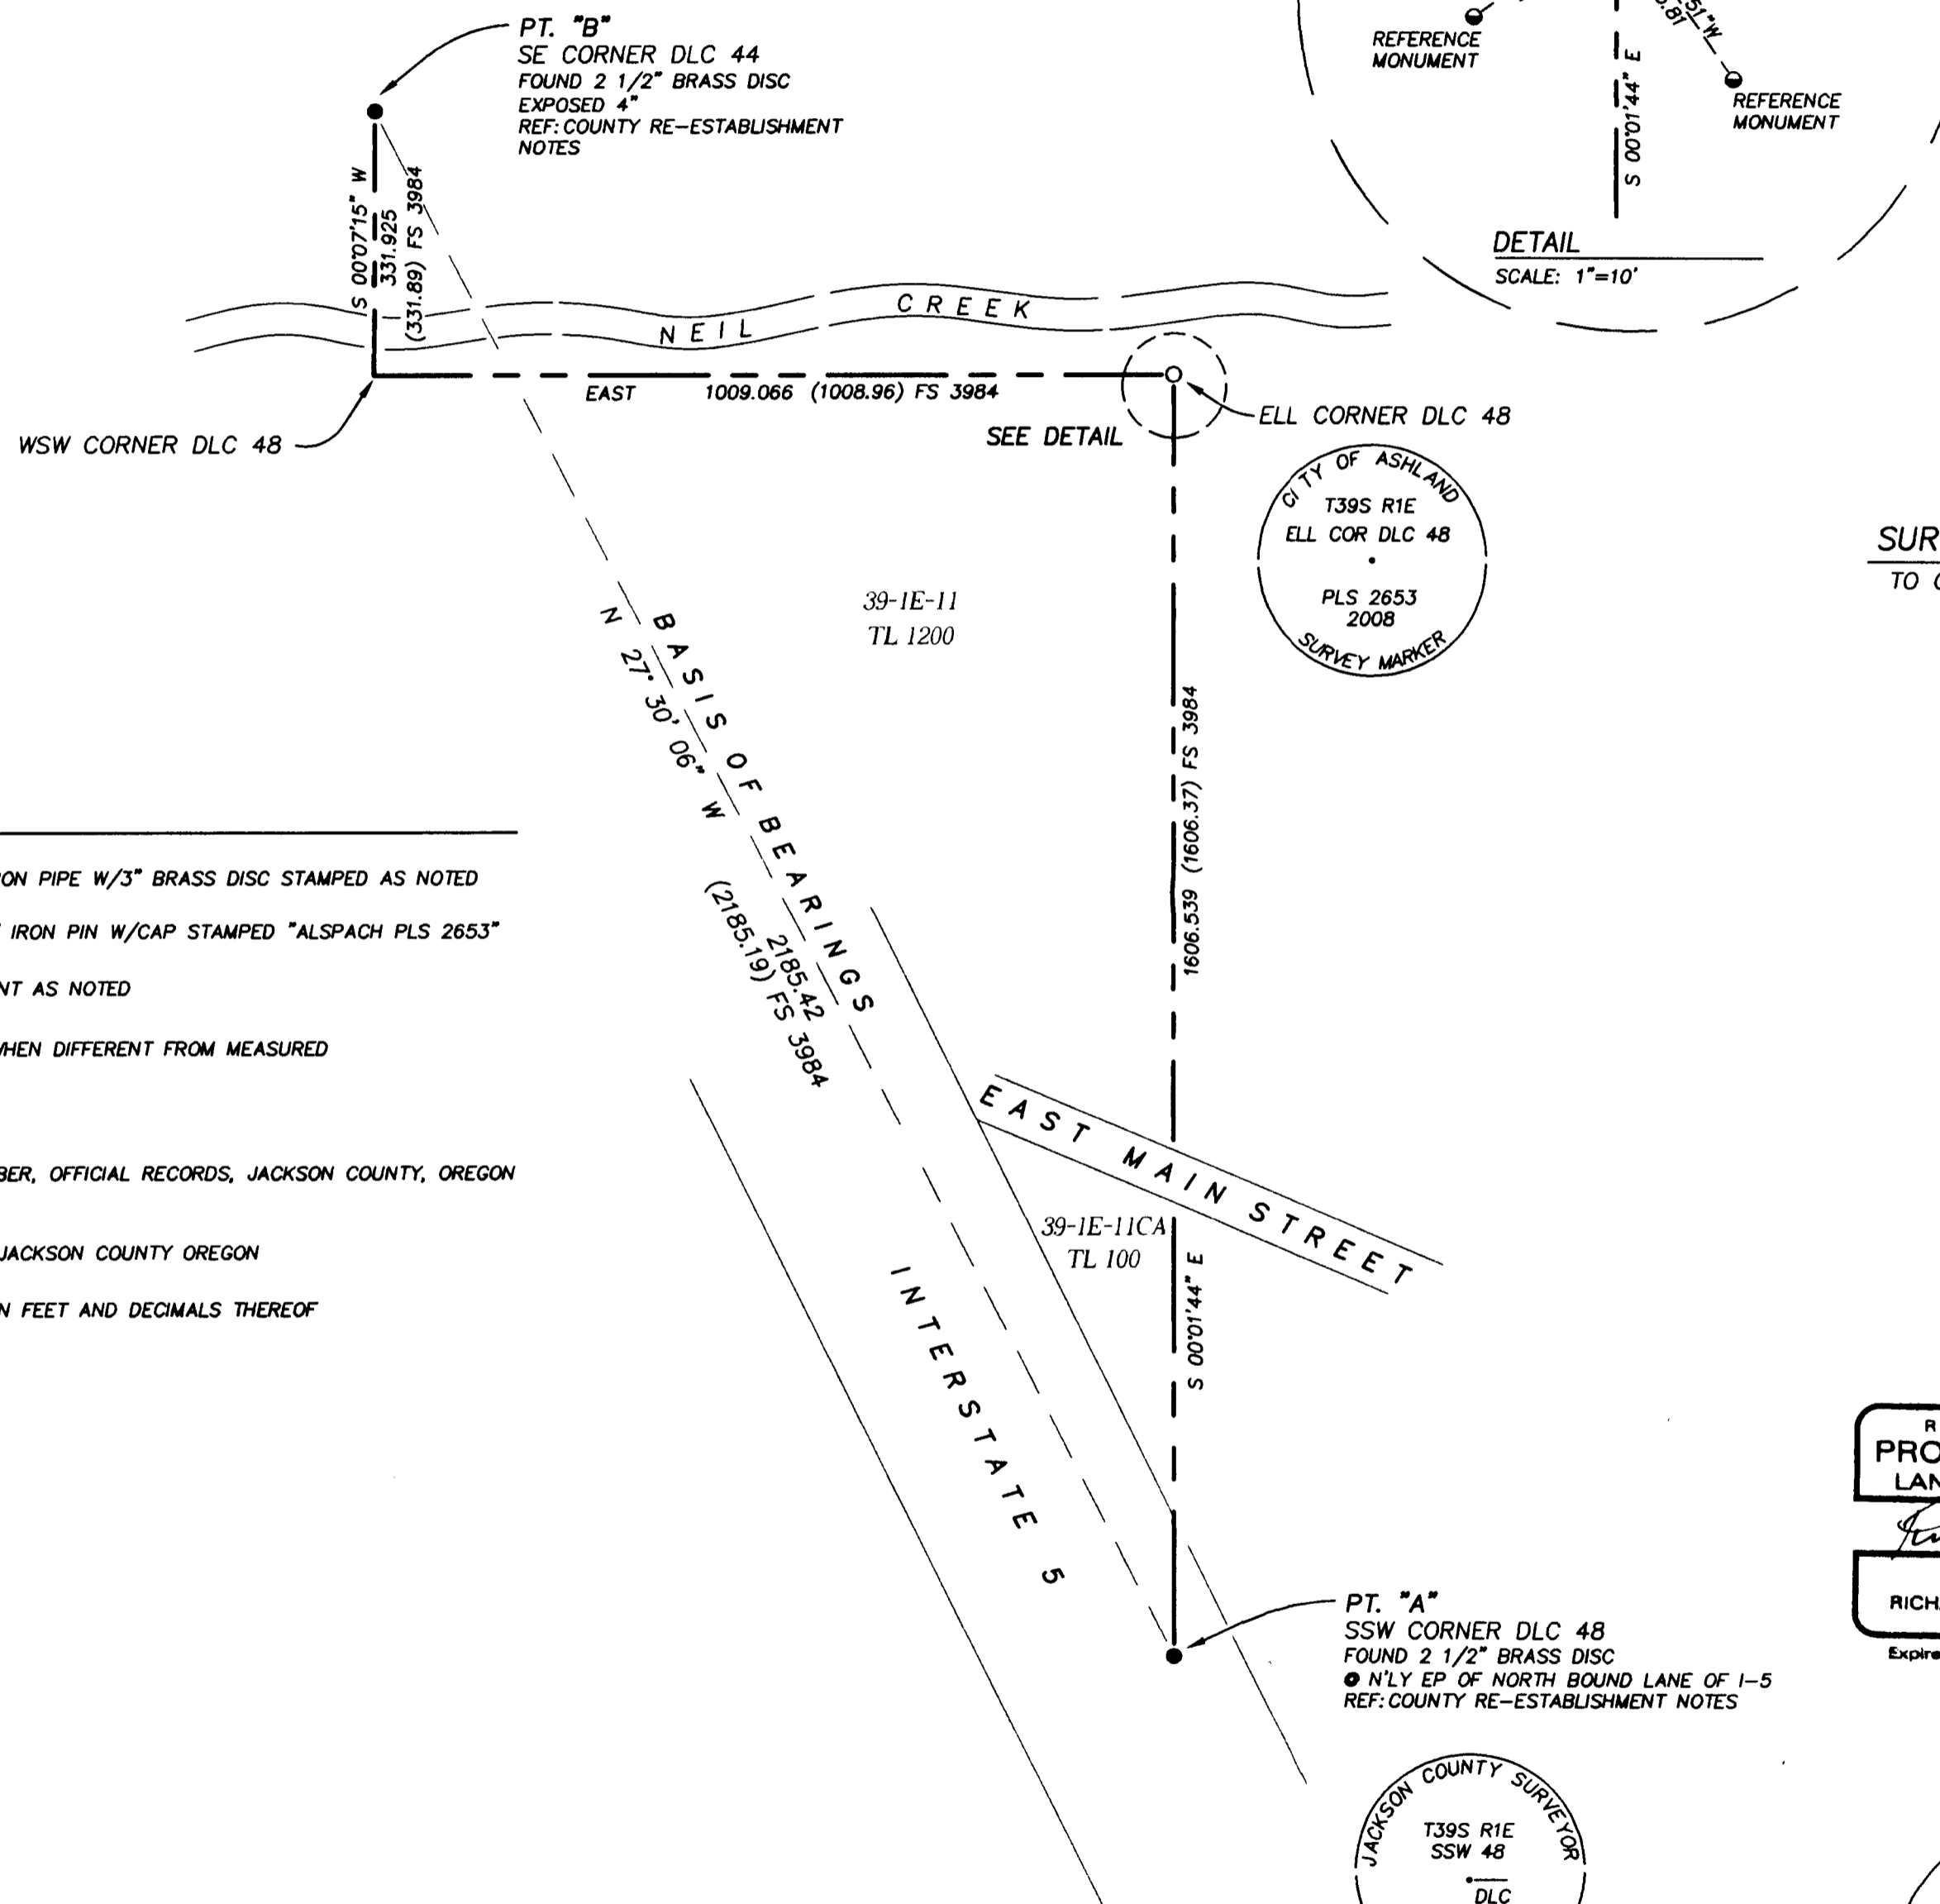 PT. "B"
SE CORNER DLC 44
FOUND 2 1/2" BRASS DISC
EXPOSED 4"
REF: COUNTY RE-ESTABLISHMENT
NOTES
REFERENCE
MONUMENT
51" W
5.81
S 00°01'44" E
REFERENCE
MONUMENT
DETAIL
SCALE: 1"=10'
S 00°07'15" W
331.925
(331.89) FS 3984
NEIL CREEK
EAST 1009.066 (1008.96) FS 3984
WSW CORNER DLC 48
SEE DETAIL
ELL CORNER DLC 48
CITY OF ASHLAND
T39S R1E
ELL COR DLC 48
PLS 2653
2008
SURVEY MARKER
SUR
TO
39-1E-11
TL 1200
BASIS OF BEARINGS
N 27° 30' 06" W
2185.42
(2185.19) FS 3984
1606.539 (1606.37) FS 3984
ON PIPE W/3" BRASS DISC STAMPED AS NOTED
IRON PIN W/CAP STAMPED "ALSPACH PLS 2653"
NT AS NOTED
WHEN DIFFERENT FROM MEASURED
BER, OFFICIAL RECORDS, JACKSON COUNTY, OREGON
JACKSON COUNTY OREGON
N FEET AND DECIMALS THEREOF
EAST MAIN STREET
39-1E-11CA
TL 100
S 00°01'44" E
INTERSTATE 5
R
PRO
LAN
RICH
Expire
PT. "A"
SSW CORNER DLC 48
FOUND 2 1/2" BRASS DISC
@ N'LY EP OF NORTH BOUND LANE OF I-5
REF: COUNTY RE-ESTABLISHMENT NOTES
JACKSON COUNTY SURVEYOR
T39S R1E
SSW 48
DLC